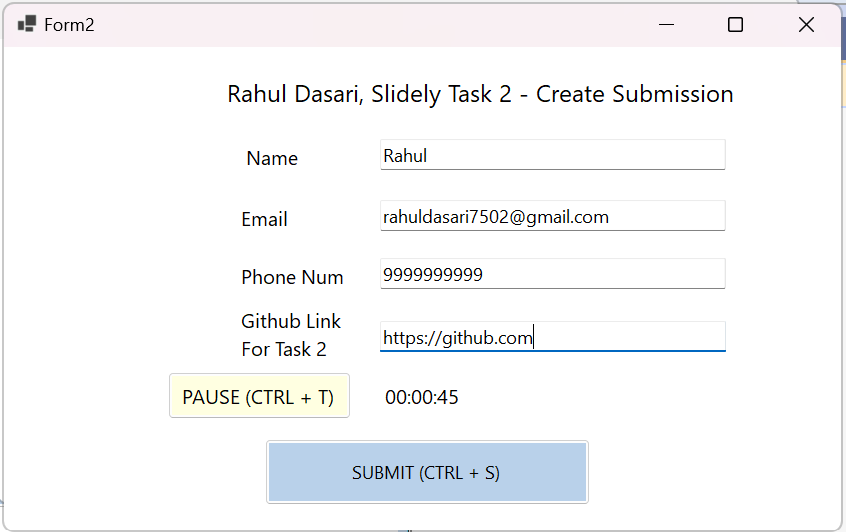 Form2
Rahul Dasari, Slidely Task 2 - Create Submission
Name
Rahul
Email
rahuldasari7502@gmail.com
Phone Num
9999999999
Github Link
For Task 2
https://github.com
PAUSE (CTRL + T)
00:00:45
SUBMIT (CTRL + S)